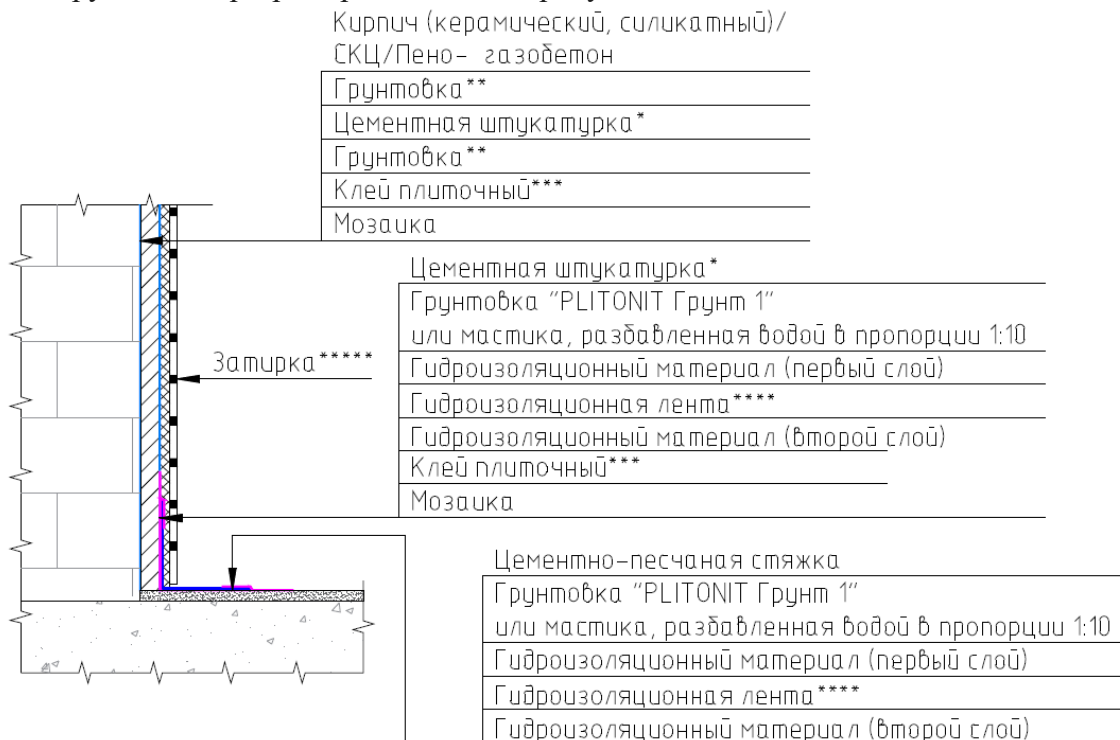 Кирпич (керамический, силикатный)/
СКЦ/Пено- газобетон
Грунтовка**
Цементная штукатурка*
Грунтовка**
Клей плиточный***
Мозаика
Цементная штукатурка*
Грунтовка "PLITONIT Грунт 1"
или мастика, разбавленная водой в пропорции 1:10
Гидроизоляционный материал (первый слой)
Затирка*****
Гидроизоляционная лента****
Гидроизоляционный материал (второй слой)
Клей плиточный***
Мозаика
Цементно-песчаная стяжка
Грунтовка "PLITONIT Грунт 1"
или мастика, разбавленная водой в пропорции 1:10
Гидроизоляционный материал (первый слой)
Гидроизоляционная лента****
Гидроизоляционный материал (второй слой)